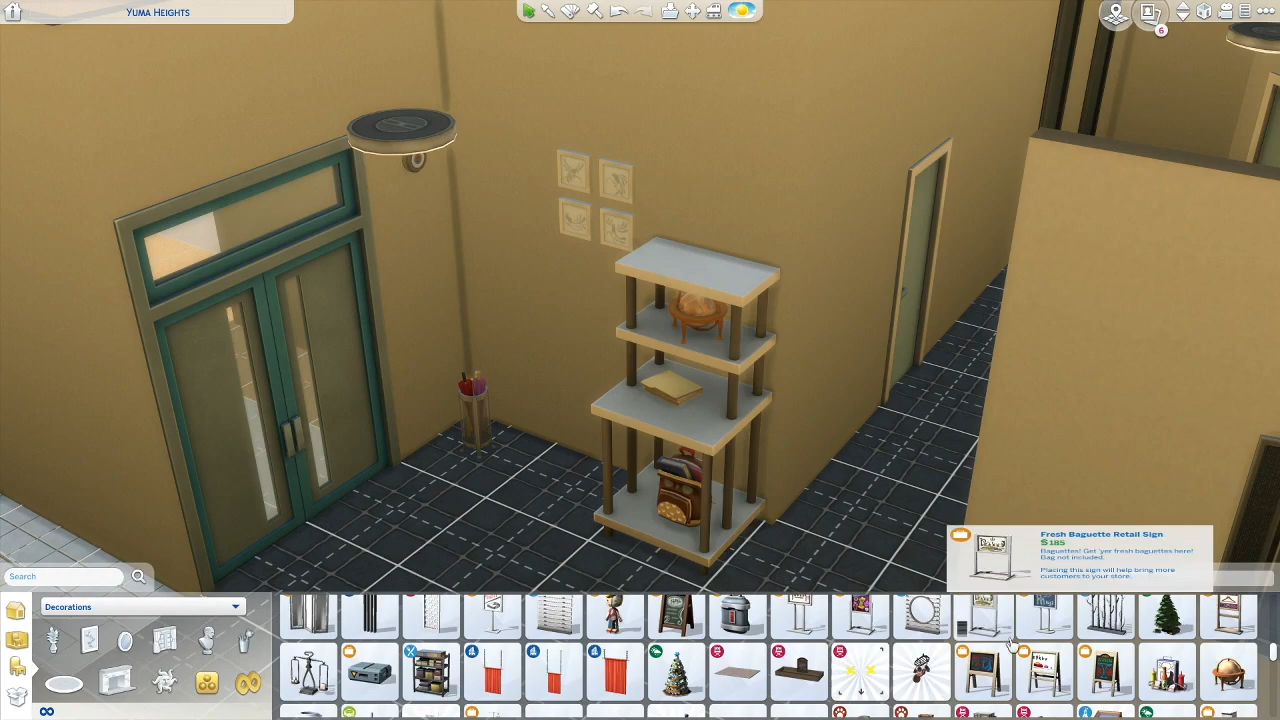 Yuma Heights
6
Fresh Baguette Retail Sign
§185
Baguettes! Get 'yer fresh baguettes here!
Bag not included.
Placing this sign will help bring more
customers to your store.
Search
Decorations